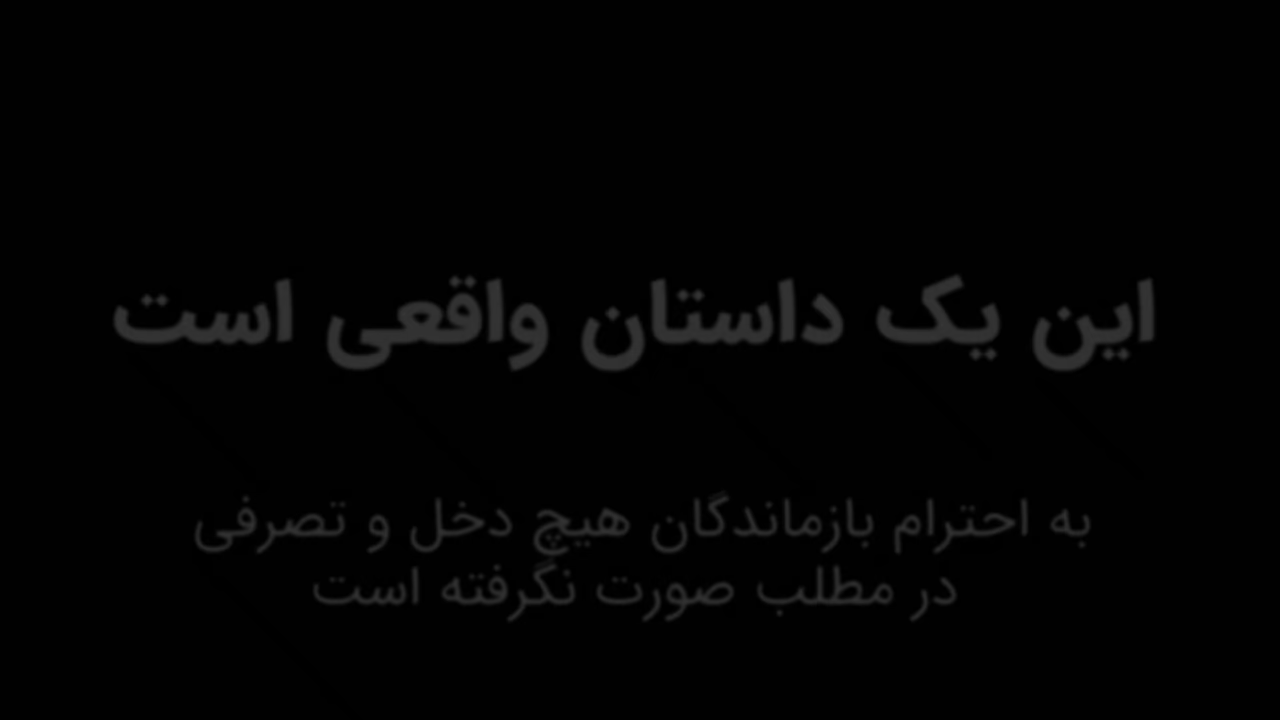 این یک داستان واقعی است
به احترام بازماندگان هیچ دخل و تصرفی
در مطلب صورت نگرفته است